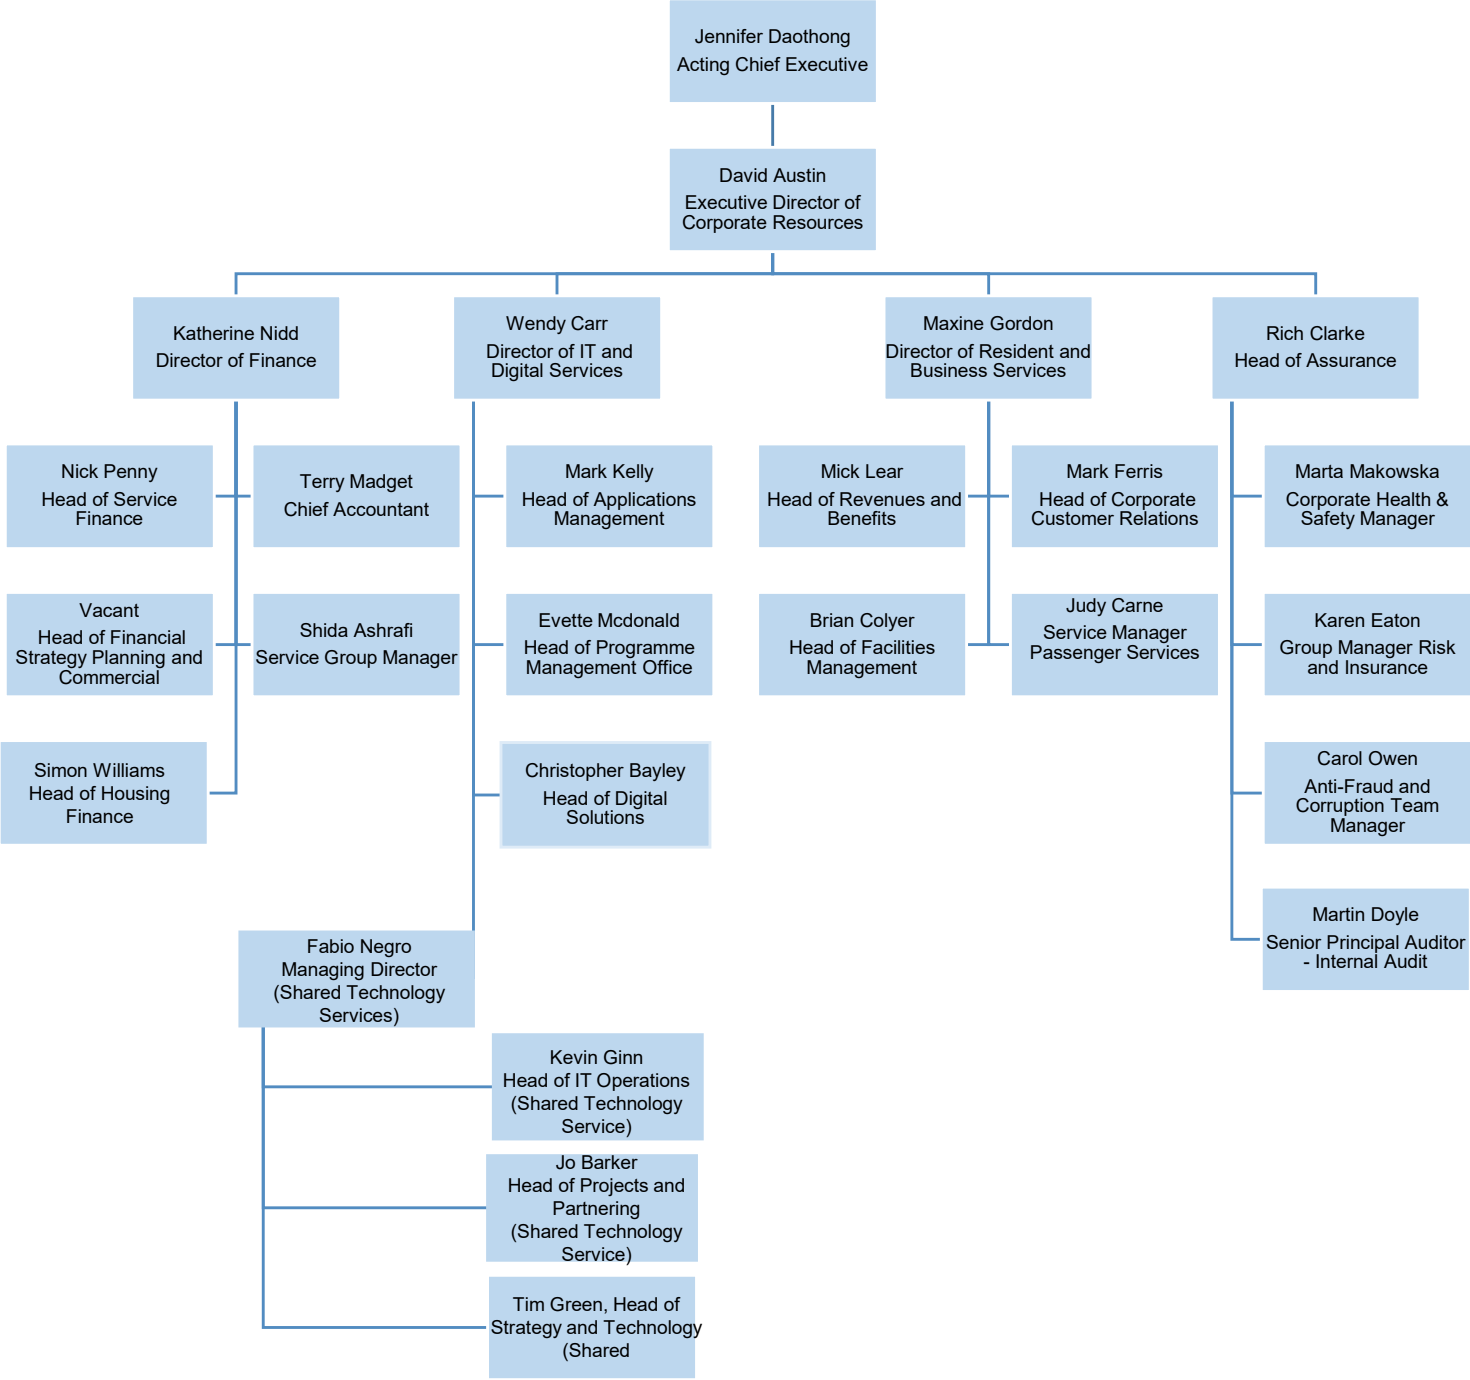 Jennifer Daothong
Acting Chief Executive
David Austin
Executive Director of
Corporate Resources
Katherine Nidd
Director of Finance
Wendy Carr
Director of IT and
Digital Services
Maxine Gordon
Director of Resident and
Business Services
Rich Clarke
Head of Assurance
Nick Penny
Head of Service
Finance
Terry Madget
Chief Accountant
Mark Kelly
Head of Applications
Management
Mick Lear
Head of Revenues and
Benefits
Mark Ferris
Head of Corporate
Customer Relations
Marta Makowska
Corporate Health &
Safety Manager
Vacant
Head of Financial
Strategy Planning and
Commercial
Shida Ashrafi
Service Group Manager
Evette Mcdonald
Head of Programme
Management Office
Brian Colyer
Head of Facilities
Management
Judy Carne
Service Manager
Passenger Services
Karen Eaton
Group Manager Risk
and Insurance
Simon Williams
Head of Housing
Finance
Christopher Bayley
Head of Digital
Solutions
Carol Owen
Anti-Fraud and
Corruption Team
Manager
Martin Doyle
Senior Principal Auditor
- Internal Audit
Fabio Negro
Managing Director
(Shared Technology
Services)
Kevin Ginn
Head of IT Operations
(Shared Technology
Service)
Jo Barker
Head of Projects and
Partnering
(Shared Technology
Service)
Tim Green, Head of
Strategy and Technology
(Shared